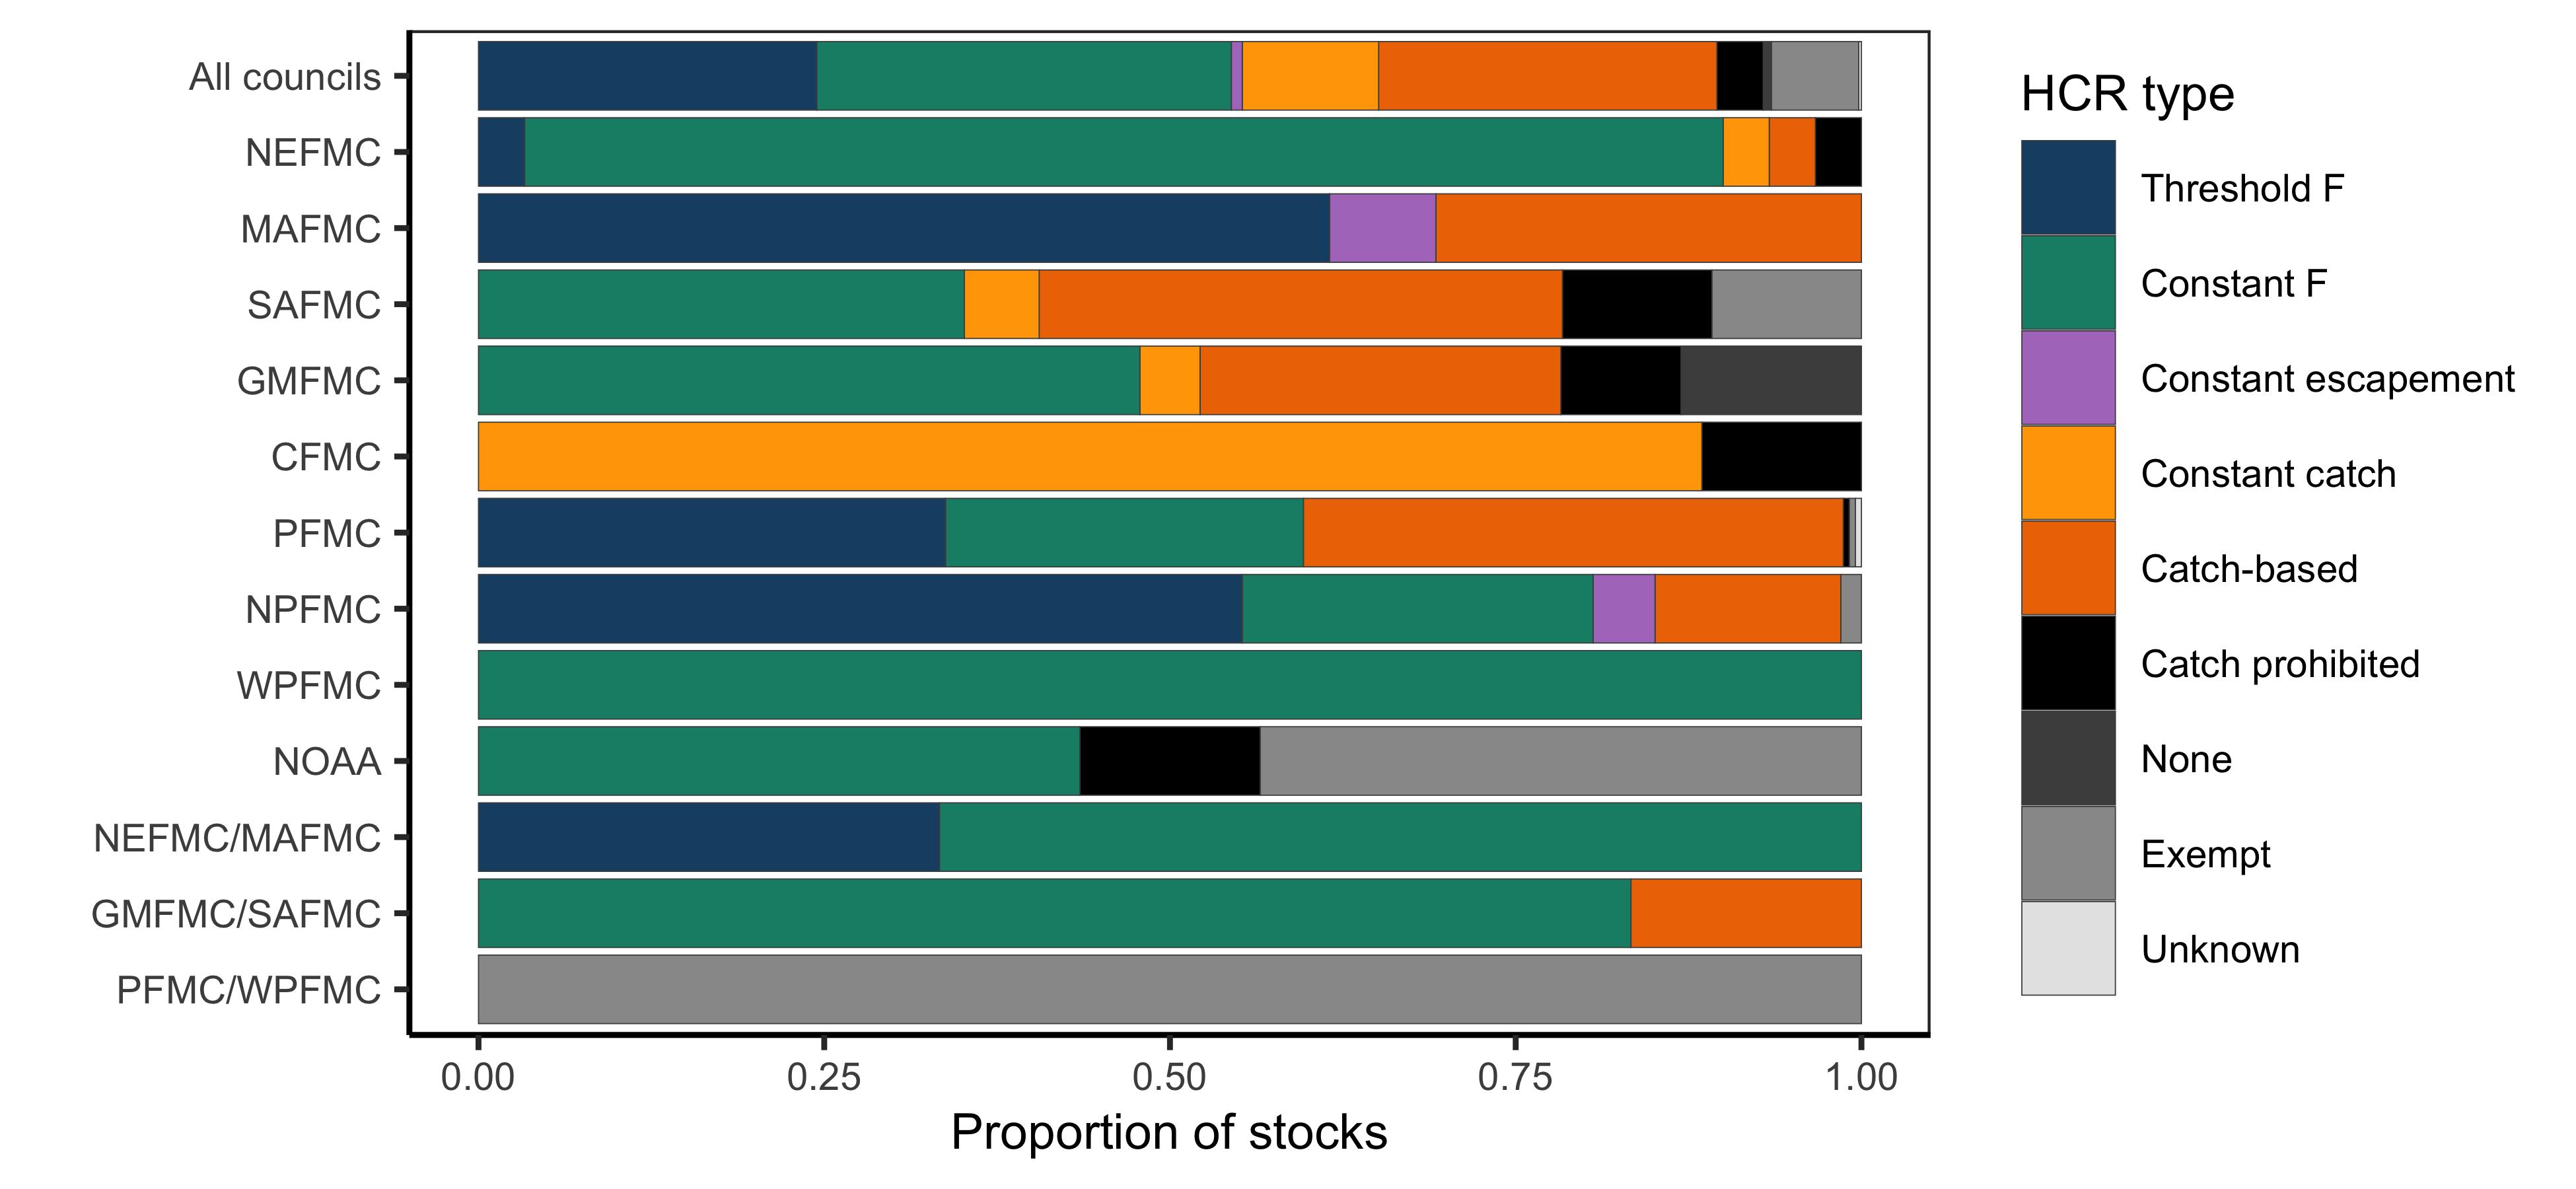 All councils
NEFMC
MAFMC
SAFMC
GMFMC
CFMC
PFMC
NPFMC
WPFMC
NOAA
NEFMC/MAFMC
GMFMC/SAFMC
PFMC/WPFMC
0.00 0.25 0.50 0.75 1.00
Proportion of stocks
HCR type
Threshold F
Constant F
Constant escapement
Constant catch
Catch-based
Catch prohibited
None
Exempt
Unknown